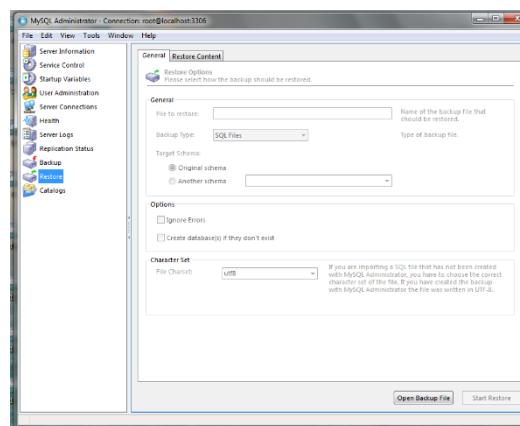 MySQL Administrator - Connection: root@localhost:3306
File Edit View Tools Window Help
Server Information
Service Control
Startup Variables
User Administration
Server Connections
Health
Server Logs
Replication Status
Backup
Restore
Catalogs
General Restore Content
Restore Options
Please select how the backup should be restored.
General
File to restore:
Name of the backup file that
should be restored.
Backup Type: SQL Files Type of backup file.
Target Schema:
Original schema
Another schema
Options
Ignore Errors
Create database(s) if they don't exist
Character Set
File Charset: utf8
If you are importing a SQL file that has not been created
with MySQL Administrator, you have to choose the correct
character set of the file. If you have created the backup
with MySQL Administrator the file was written in UTF-8.
Open Backup File Start Restore